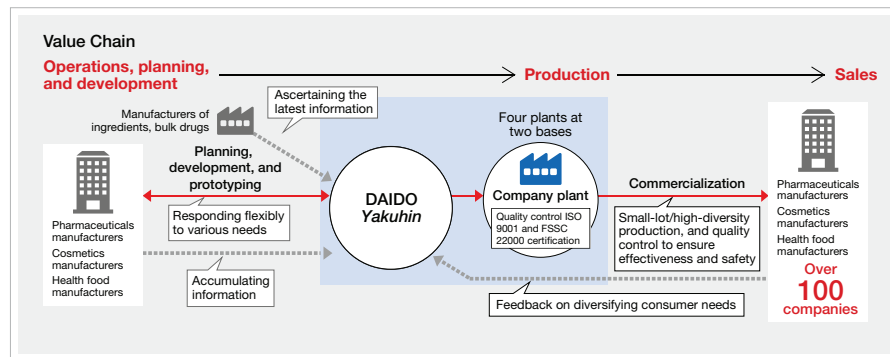 Value Chain
Operations, planning,
and development
Production
Sales
Ascertaining the
latest information
Manufacturers of
ingredients, bulk drugs
Four plants at
two bases
Planning,
development, and
prototyping
DAIDO
Yakuhin
Company plant
Quality control ISO
9001 and FSSC
22000 certification
Commercialization
Responding flexibly
to various needs
Small-lot/high-diversity
production, and quality
control to ensure
effectiveness and safety
Pharmaceuticals
manufacturers
Cosmetics
manufacturers
Health food
manufacturers
Accumulating
information
Feedback on diversifying consumer needs
Pharmaceuticals
manufacturers
Cosmetics
manufacturers
Health food
manufacturers
Over
100
companies